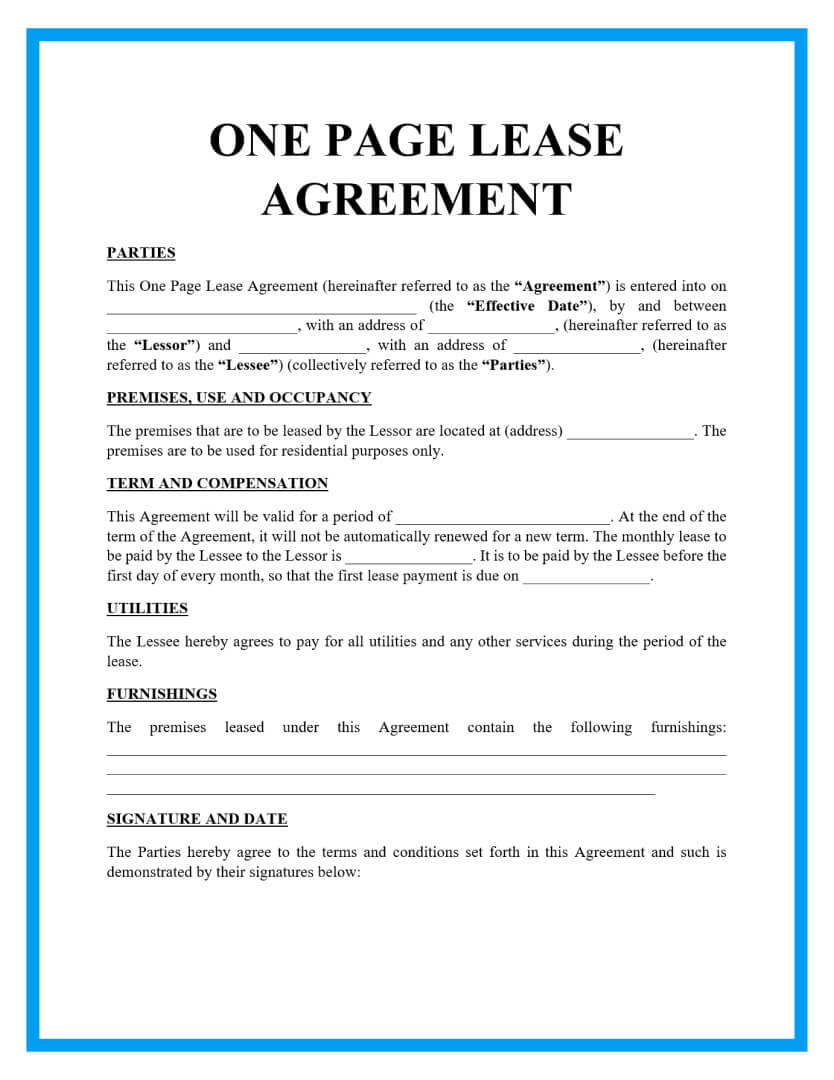 ONE PAGE LEASE
AGREEMENT
PARTIES
This One Page Lease Agreement (hereinafter referred to as the “Agreement”) is entered into on
_______________________________________ (the “Effective Date”), by and between
________________________, with an address of ________________, (hereinafter referred to as
the “Lessor”) and ________________, with an address of ________________, (hereinafter
referred to as the “Lessee”) (collectively referred to as the “Parties”).
PREMISES, USE AND OCCUPANCY
The premises that are to be leased by the Lessor are located at (address) ________________. The
premises are to be used for residential purposes only.
TERM AND COMPENSATION
This Agreement will be valid for a period of ___________________________. At the end of the
term of the Agreement, it will not be automatically renewed for a new term. The monthly lease to
be paid by the Lessee to the Lessor is ________________. It is to be paid by the Lessee before the
first day of every month, so that the first lease payment is due on ________________.
UTILITIES
The Lessee hereby agrees to pay for all utilities and any other services during the period of the
lease.
FURNISHINGS
The premises leased under this Agreement contain the following furnishings:
______________________________________________________________________________
______________________________________________________________________________
_____________________________________________________________________
SIGNATURE AND DATE
The Parties hereby agree to the terms and conditions set forth in this Agreement and such is
demonstrated by their signatures below: